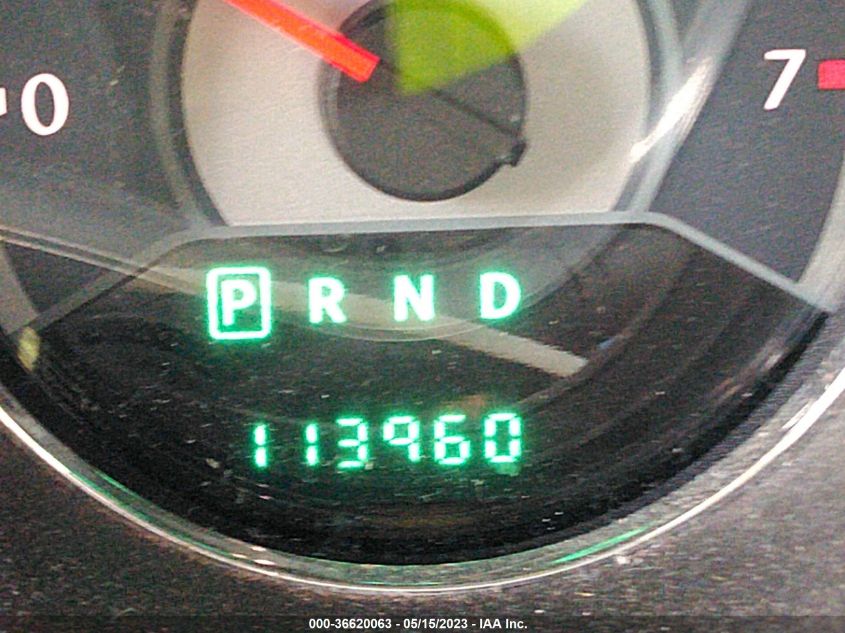 0 7
P R N D
113960
000-36620063 - 05/15/2023 - IAA Inc.